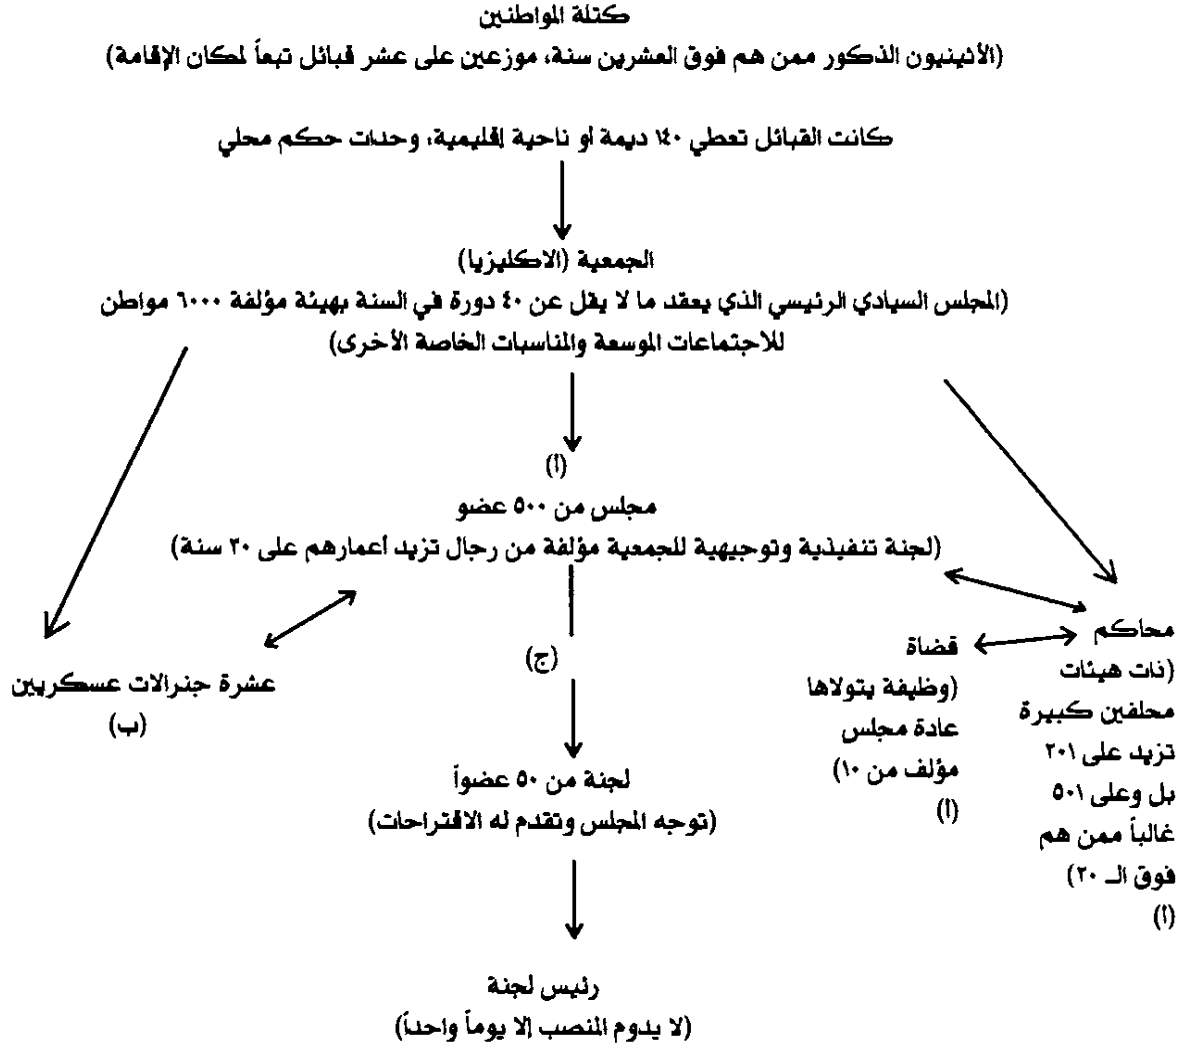 كتلة المواطنين
(الأثينيون الذكور ممن هم فوق العشرين سنة، موزعين على عشر قبائل تبعاً لمكان الإقامة)
كانت القبائل تعطي ١٤٠ ديمة او ناحية إقليمية، وحدات حكم محلي
الجمعية (الاكليزيا)
(المجلس السيادي الرئيسي الذي يعقد ما لا يقل عن ٤٠ دورة في السنة بهيئة مؤلفة ٦٠٠٠ مواطن
للاجتماعات الموسعة والمناسبات الخاصة الأخرى)
(أ)
مجلس من ٥٠٠ عضو
(لجنة تنفيذية وتوجيهية للجمعية مؤلفة من رجال تزيد أعمارهم على ٣٠ سنة)
محاكم
(ذات هيئات
محلفين كبيرة
تزيد على ٢٠١
بل وعلى ٥٠١
غالباً ممن هم
فوق الـ ٣٠)
(أ)
قضاة
(وظيفة يتولاها
عادة مجلس
مؤلف من ١٠)
(أ)
(ج)
عشرة جنرالات عسكريين
(ب)
لجنة من ٥٠ عضواً
(توجه المجلس وتقدم له الاقتراحات)
رئيس لجنة
(لا يدوم المنصب إلا يوماً واحداً)